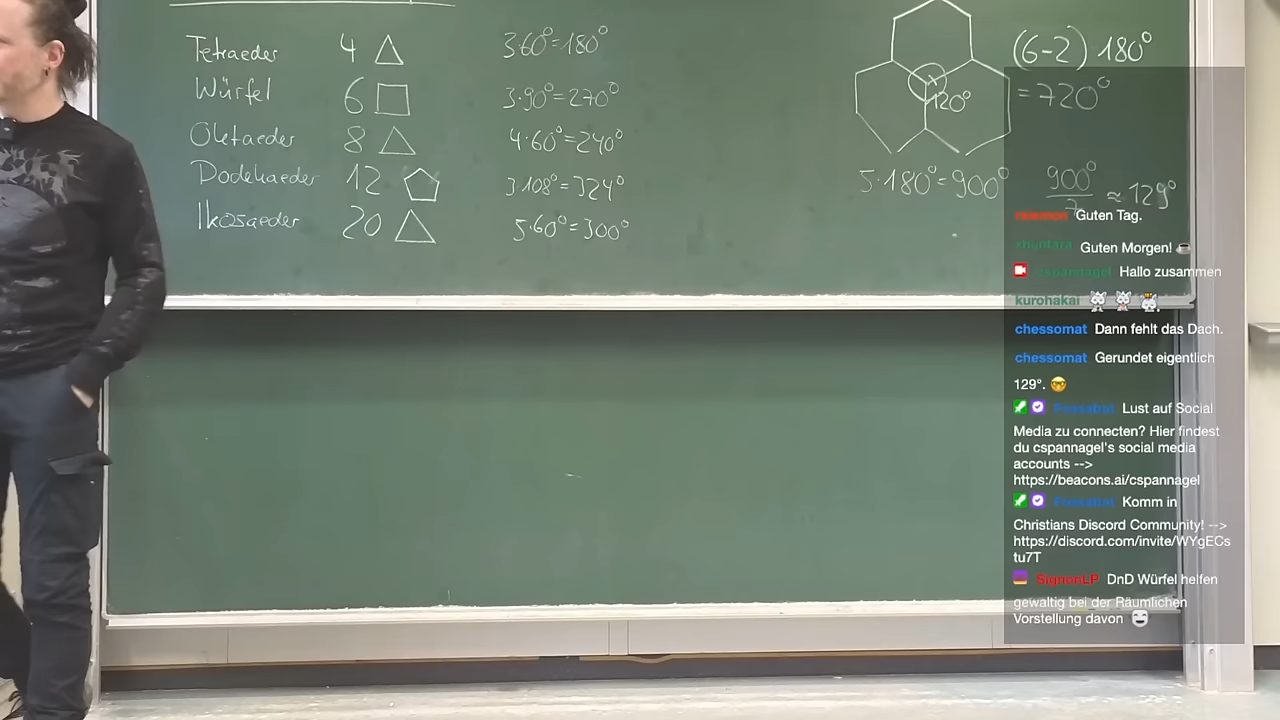 Tetraeder 4 3·60°=180°
Würfel 6 3·90°=270°
Oktaeder 8 4·60°=240°
Dodekaeder 12 3·108°=324°
Ikosaeder 20 5·60°=300°
120°
(6-2) 180°
=720°
5·180°=900°
900°/7 ≈129°
Guten Tag.
Guten Morgen! ☕
cspannagel Hallo zusammen
kurohakai
chessomat Dann fehlt das Dach.
chessomat Gerundet eigentlich
129°. 🤓
Fossabot Lust auf Social
Media zu connecten? Hier findest
du cspannagel's social media
accounts -->
https://beacons.ai/cspannagel
Fossabot Komm in
Christians Discord Community! -->
https://discord.com/invite/WYgECs
tu7T
SignonLP DnD Würfel helfen
gewaltig bei der Räumlichen
Vorstellung davon 😄